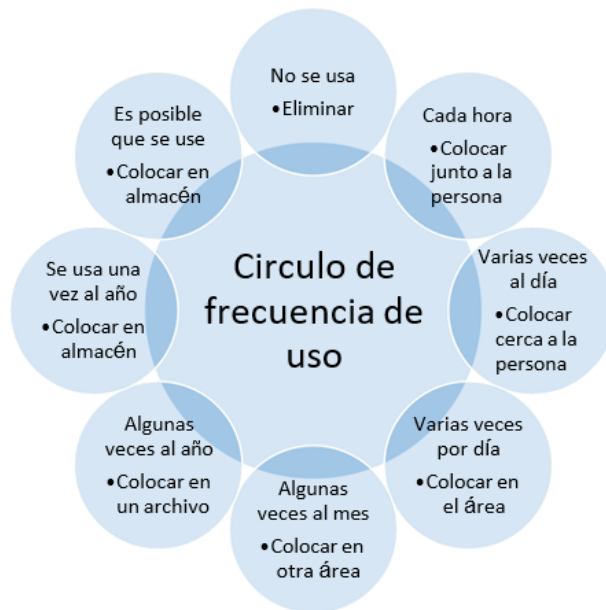 No se usa
•Eliminar
Cada hora
•Colocar
junto a la
persona
Varias veces
al día
•Colocar
cerca a la
persona
Varias veces
por día
•Colocar en
el área
Algunas
veces al mes
•Colocar en
otra área
Algunas
veces al año
•Colocar en
un archivo
Se usa una
vez al año
•Colocar en
almacén
Es posible
que se use
•Colocar en
almacén
Circulo de
frecuencia de
uso